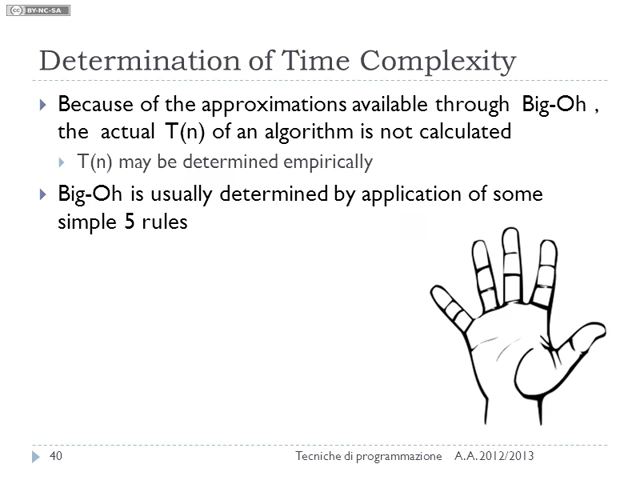 cc BY-NC-SA
Determination of Time Complexity
Because of the approximations available through Big-Oh ,
the actual T(n) of an algorithm is not calculated
T(n) may be determined empirically
Big-Oh is usually determined by application of some
simple 5 rules
40 Tecniche di programmazione A.A. 2012/2013